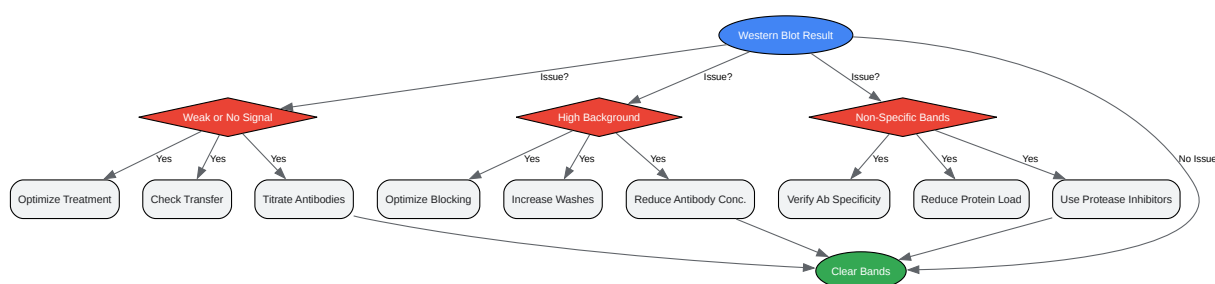 Western Blot Result
Issue?
Issue?
Issue?
Weak or No Signal
High Background
Non-Specific Bands
Yes
Yes
Yes
Yes
Yes
Yes
Yes
Yes
Yes
No Issue
Optimize Treatment
Check Transfer
Titrate Antibodies
Optimize Blocking
Increase Washes
Reduce Antibody Conc.
Verify Ab Specificity
Reduce Protein Load
Use Protease Inhibitors
Clear Bands